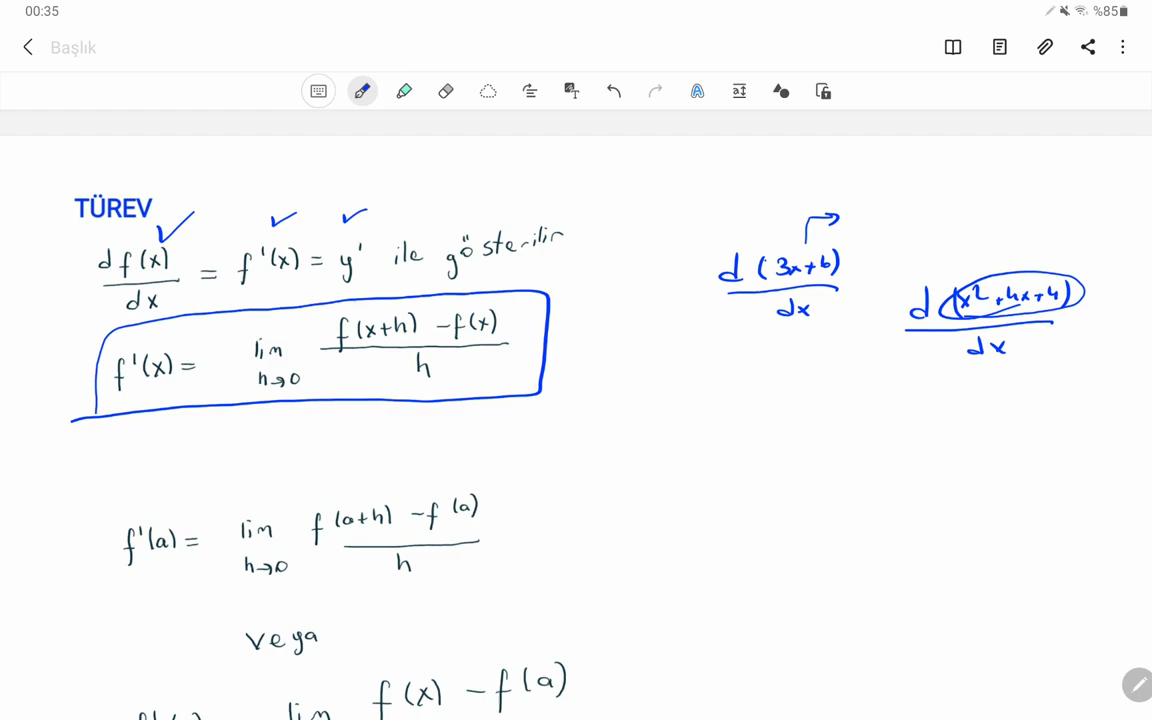 00:35
%85
Başlık
TÜREV
df(x)/dx = f'(x) = y' ile gösterilir
f'(x) = lim h→0 f(x+h) - f(x) / h
d(3x+6)/dx
d(x²+4x+4)/dx
f'(a) = lim h→0 f(a+h) - f(a) / h
veya
lim f(x) - f(a)